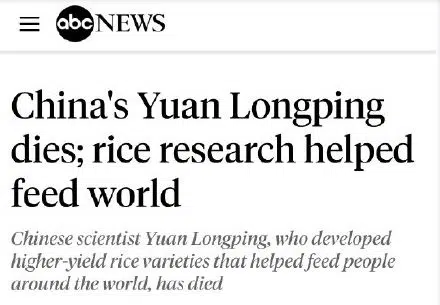 abc NEWS
China's Yuan Longping
dies; rice research helped
feed world
Chinese scientist Yuan Longping, who developed
higher-yield rice varieties that helped feed people
around the world, has died